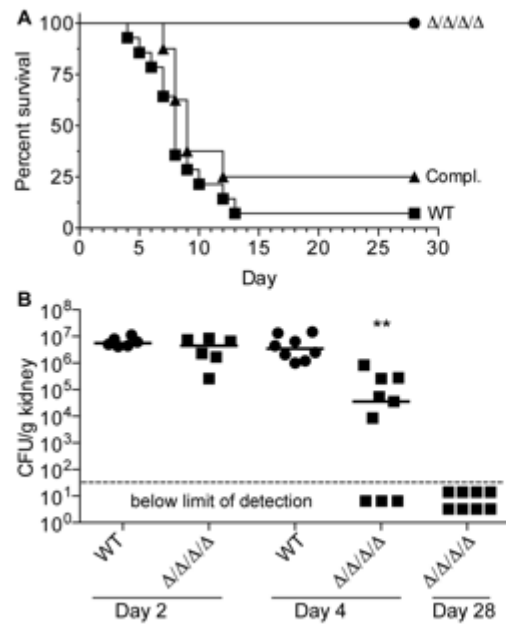 A
Percent survival
100
75
50
25
0
Δ/Δ/Δ/Δ
Compl.
WT
0 5 10 15 20 25 30
Day
B
CFU/g kidney
10⁸
10⁷
10⁶
10⁵
10⁴
10³
10²
10¹
10⁰
**
below limit of detection
WT Δ/Δ/Δ/Δ WT Δ/Δ/Δ/Δ Δ/Δ/Δ/Δ
Day 2 Day 4 Day 28